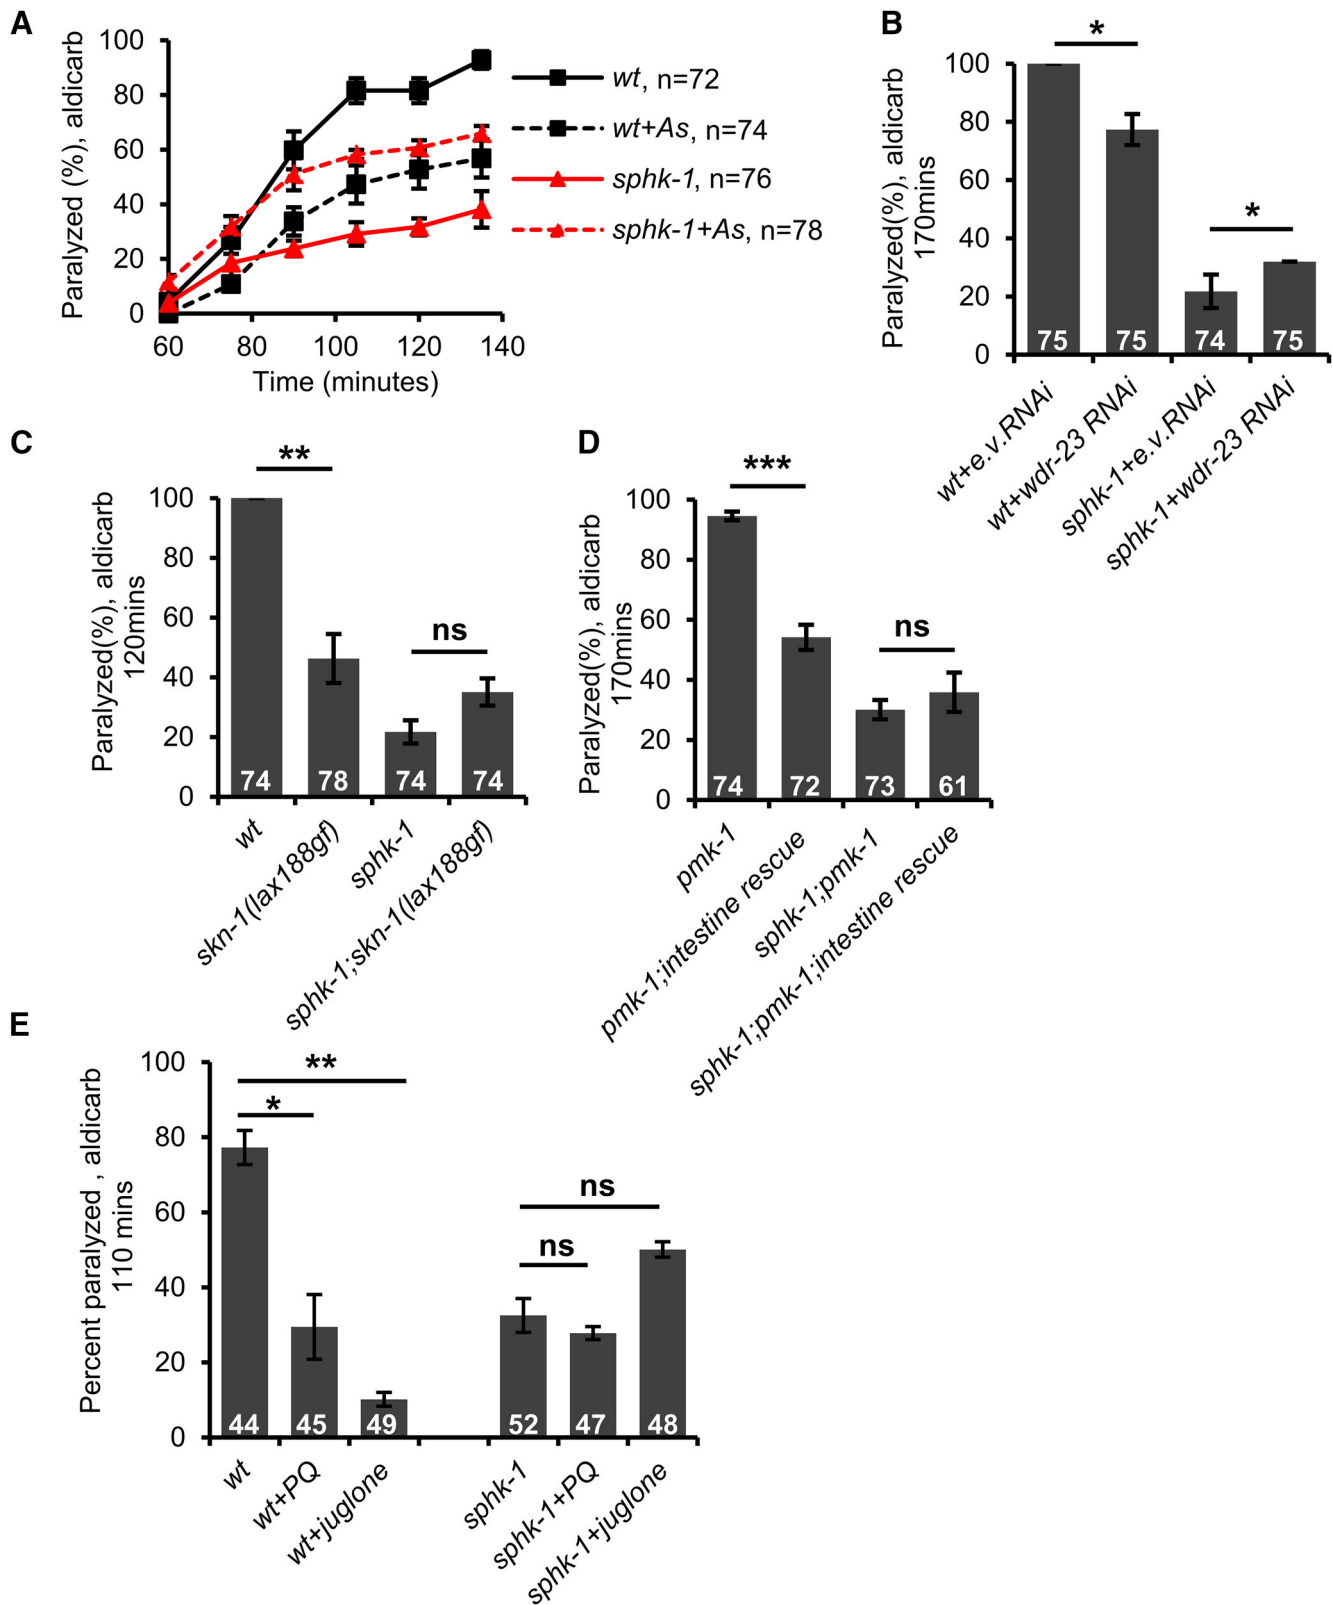 A
Paralyzed (%), aldicarb
100
80
60
40
20
0
60
80
100
120
140
Time (minutes)
wt, n=72
wt+As, n=74
sphk-1, n=76
sphk-1+As, n=78
B
Paralyzed(%), aldicarb
170mins
100
80
60
40
20
0
*
*
75
75
74
75
wt+e.v.RNAi
wt+wdr-23 RNAi
sphk-1+e.v.RNAi
sphk-1+wdr-23 RNAi
C
Paralyzed(%), aldicarb
120mins
100
80
60
40
20
0
**
ns
74
78
74
74
wt
skn-1(lax188gf)
sphk-1
sphk-1;skn-1(lax188gf)
D
Paralyzed(%), aldicarb
170mins
100
80
60
40
20
0
***
ns
74
72
73
61
pmk-1
pmk-1;intestine rescue
sphk-1;pmk-1
sphk-1;pmk-1;intestine rescue
E
Percent paralyzed , aldicarb
110 mins
100
80
60
40
20
0
**
*
ns
ns
44
45
49
52
47
48
wt
wt+PQ
wt+juglone
sphk-1
sphk-1+PQ
sphk-1+juglone